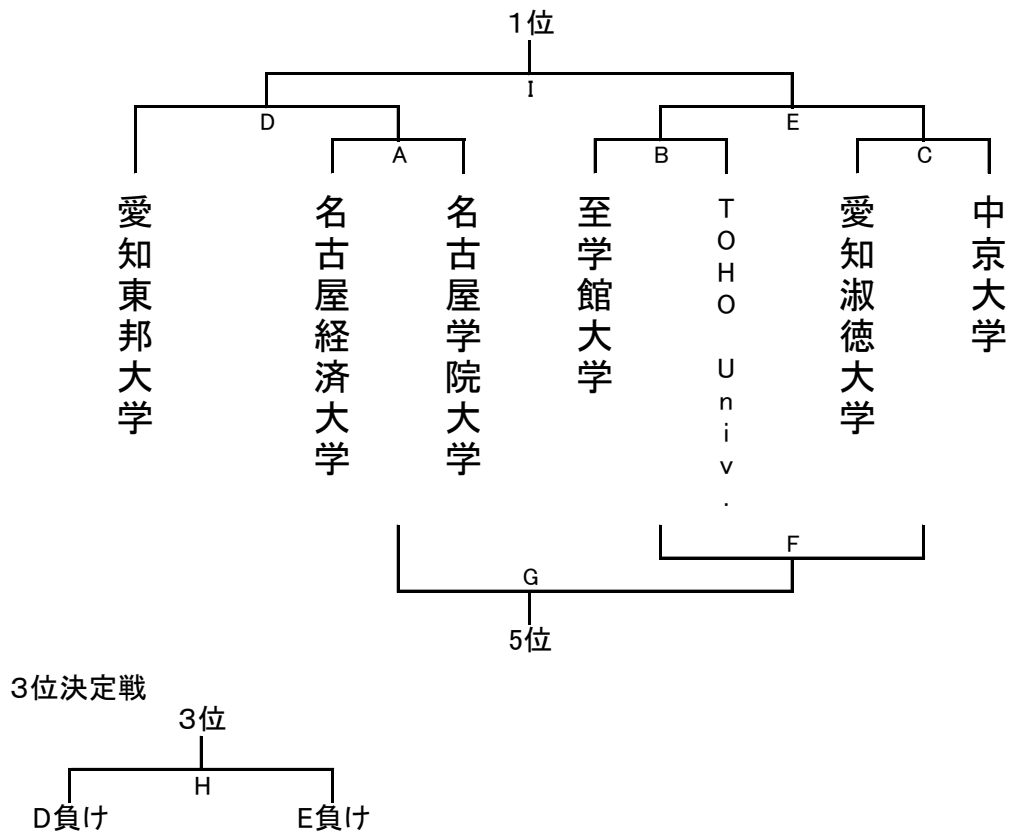 1位
I
D
E
A
B
C
愛知東邦大学
名古屋経済大学
名古屋学院大学
至学館大学
TOHO Univ.
愛知淑徳大学
中京大学
F
G
5位
3位決定戦
3位
H
D負け
E負け